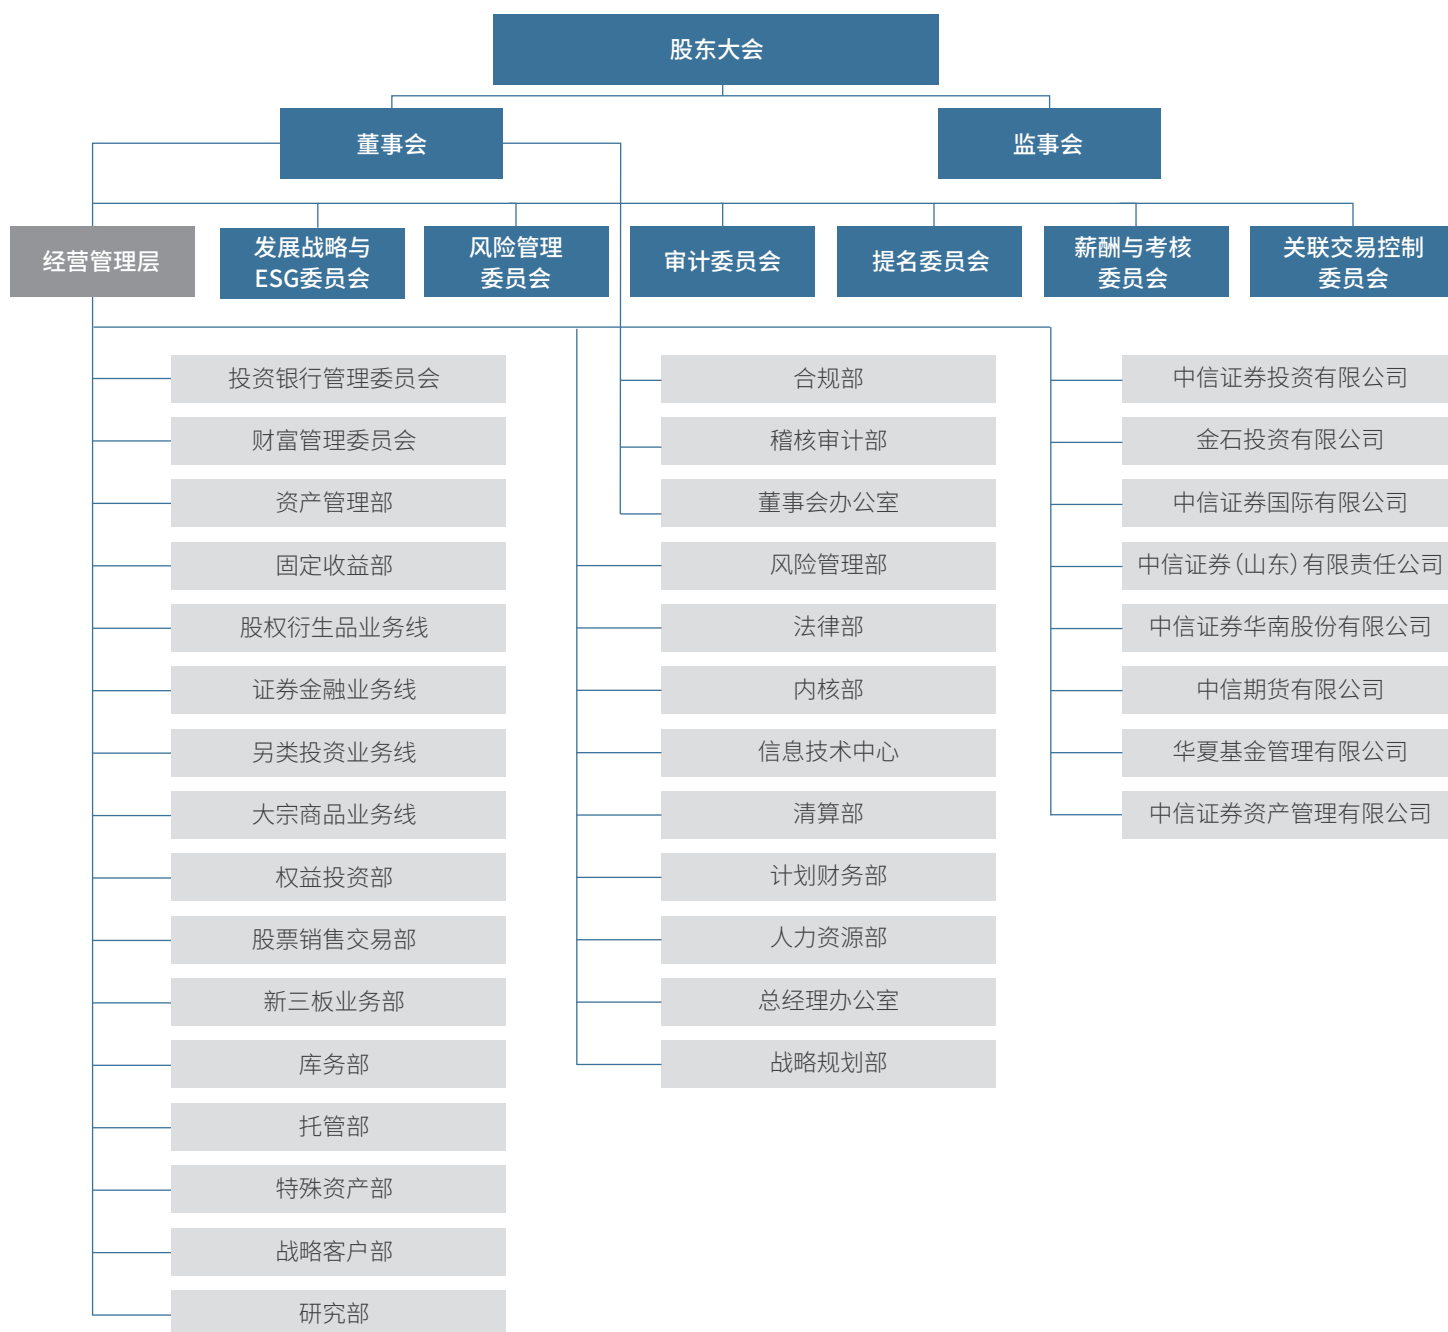 股东大会
董事会
监事会
经营管理层
发展战略与
ESG委员会
风险管理
委员会
审计委员会
提名委员会
薪酬与考核
委员会
关联交易控制
委员会
投资银行管理委员会
财富管理委员会
资产管理部
固定收益部
股权衍生品业务线
证券金融业务线
另类投资业务线
大宗商品业务线
权益投资部
股票销售交易部
新三板业务部
库务部
托管部
特殊资产部
战略客户部
研究部
合规部
稽核审计部
董事会办公室
风险管理部
法律部
内核部
信息技术中心
清算部
计划财务部
人力资源部
总经理办公室
战略规划部
中信证券投资有限公司
金石投资有限公司
中信证券国际有限公司
中信证券(山东)有限责任公司
中信证券华南股份有限公司
中信期货有限公司
华夏基金管理有限公司
中信证券资产管理有限公司